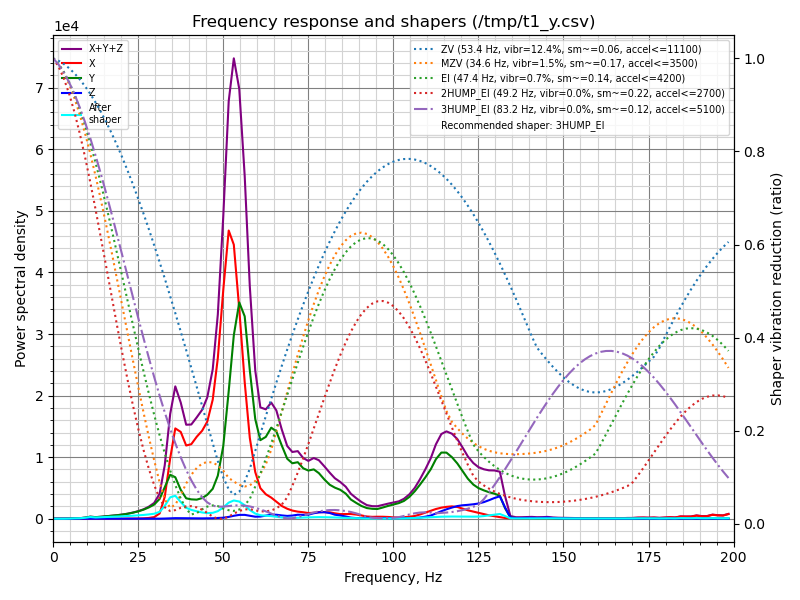 Frequency response and shapers (/tmp/t1_y.csv)
1e4
X+Y+Z
X
Y
Z
After
shaper
ZV (53.4 Hz, vibr=12.4%, sm~=0.06, accel<=11100)
MZV (34.6 Hz, vibr=1.5%, sm~=0.17, accel<=3500)
EI (47.4 Hz, vibr=0.7%, sm~=0.14, accel<=4200)
2HUMP_EI (49.2 Hz, vibr=0.0%, sm~=0.22, accel<=2700)
3HUMP_EI (83.2 Hz, vibr=0.0%, sm~=0.12, accel<=5100)
Recommended shaper: 3HUMP_EI
7
6
5
4
3
2
1
0
Power spectral density
1.0
0.8
0.6
0.4
0.2
0.0
Shaper vibration reduction (ratio)
0 25 50 75 100 125 150 175 200
Frequency, Hz